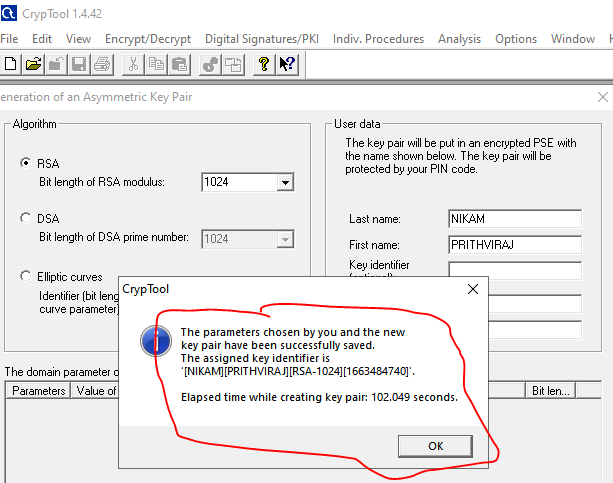 CrypTool 1.4.42
File Edit View Encrypt/Decrypt Digital Signatures/PKI Indiv. Procedures Analysis Options Window
eneration of an Asymmetric Key Pair
Algorithm
RSA
Bit length of RSA modulus: 1024
DSA
Bit length of DSA prime number: 1024
Elliptic curves
Identifier (bit leng
curve parameter)
User data
The key pair will be put in an encrypted PSE with
the name shown below. The key pair will be
protected by your PIN code.
Last name: NIKAM
First name: PRITHVIRAJ
Key identifier
CrypTool
The parameters chosen by you and the new
key pair have been successfully saved.
The assigned key identifier is
'[NIKAM][PRITHVIRAJ][RSA-1024][1663484740]'.
Elapsed time while creating key pair: 102.049 seconds.
OK
The domain parameter o
Parameters Value of Bit len...